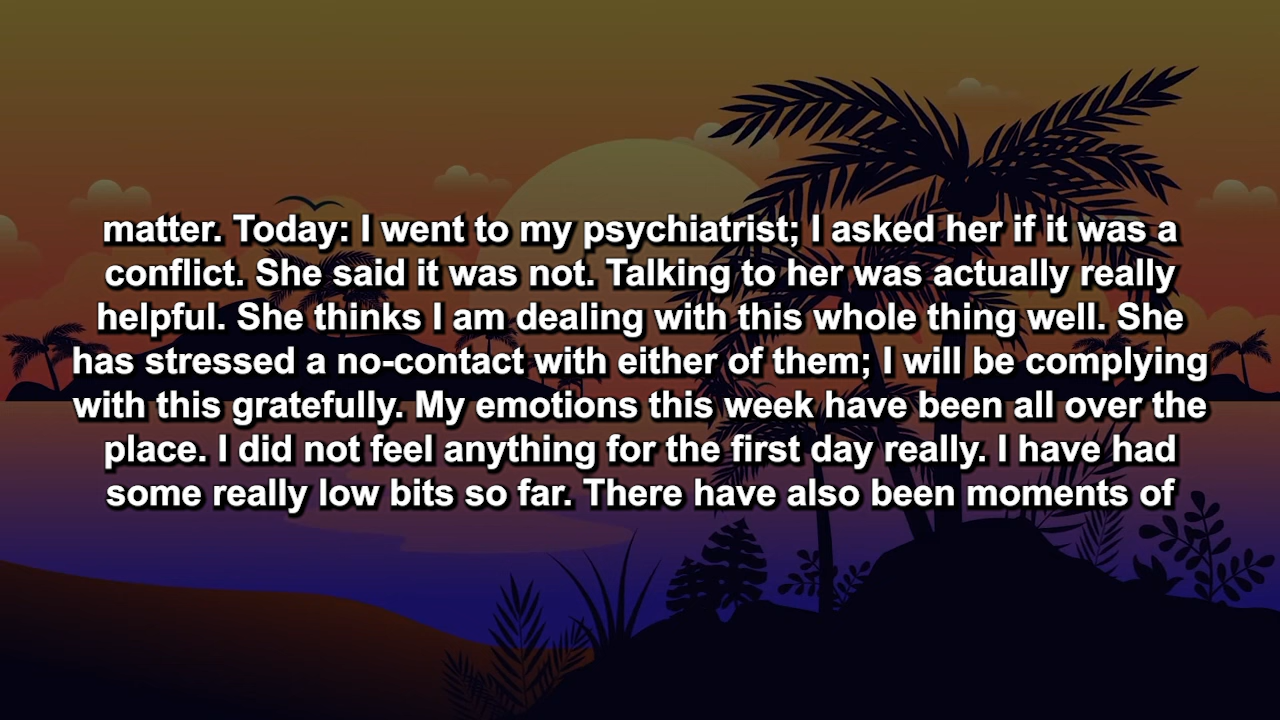 matter. Today: I went to my psychiatrist; I asked her if it was a
conflict. She said it was not. Talking to her was actually really
helpful. She thinks I am dealing with this whole thing well. She
has stressed a no-contact with either of them; I will be complying
with this gratefully. My emotions this week have been all over the
place. I did not feel anything for the first day really. I have had
some really low bits so far. There have also been moments of